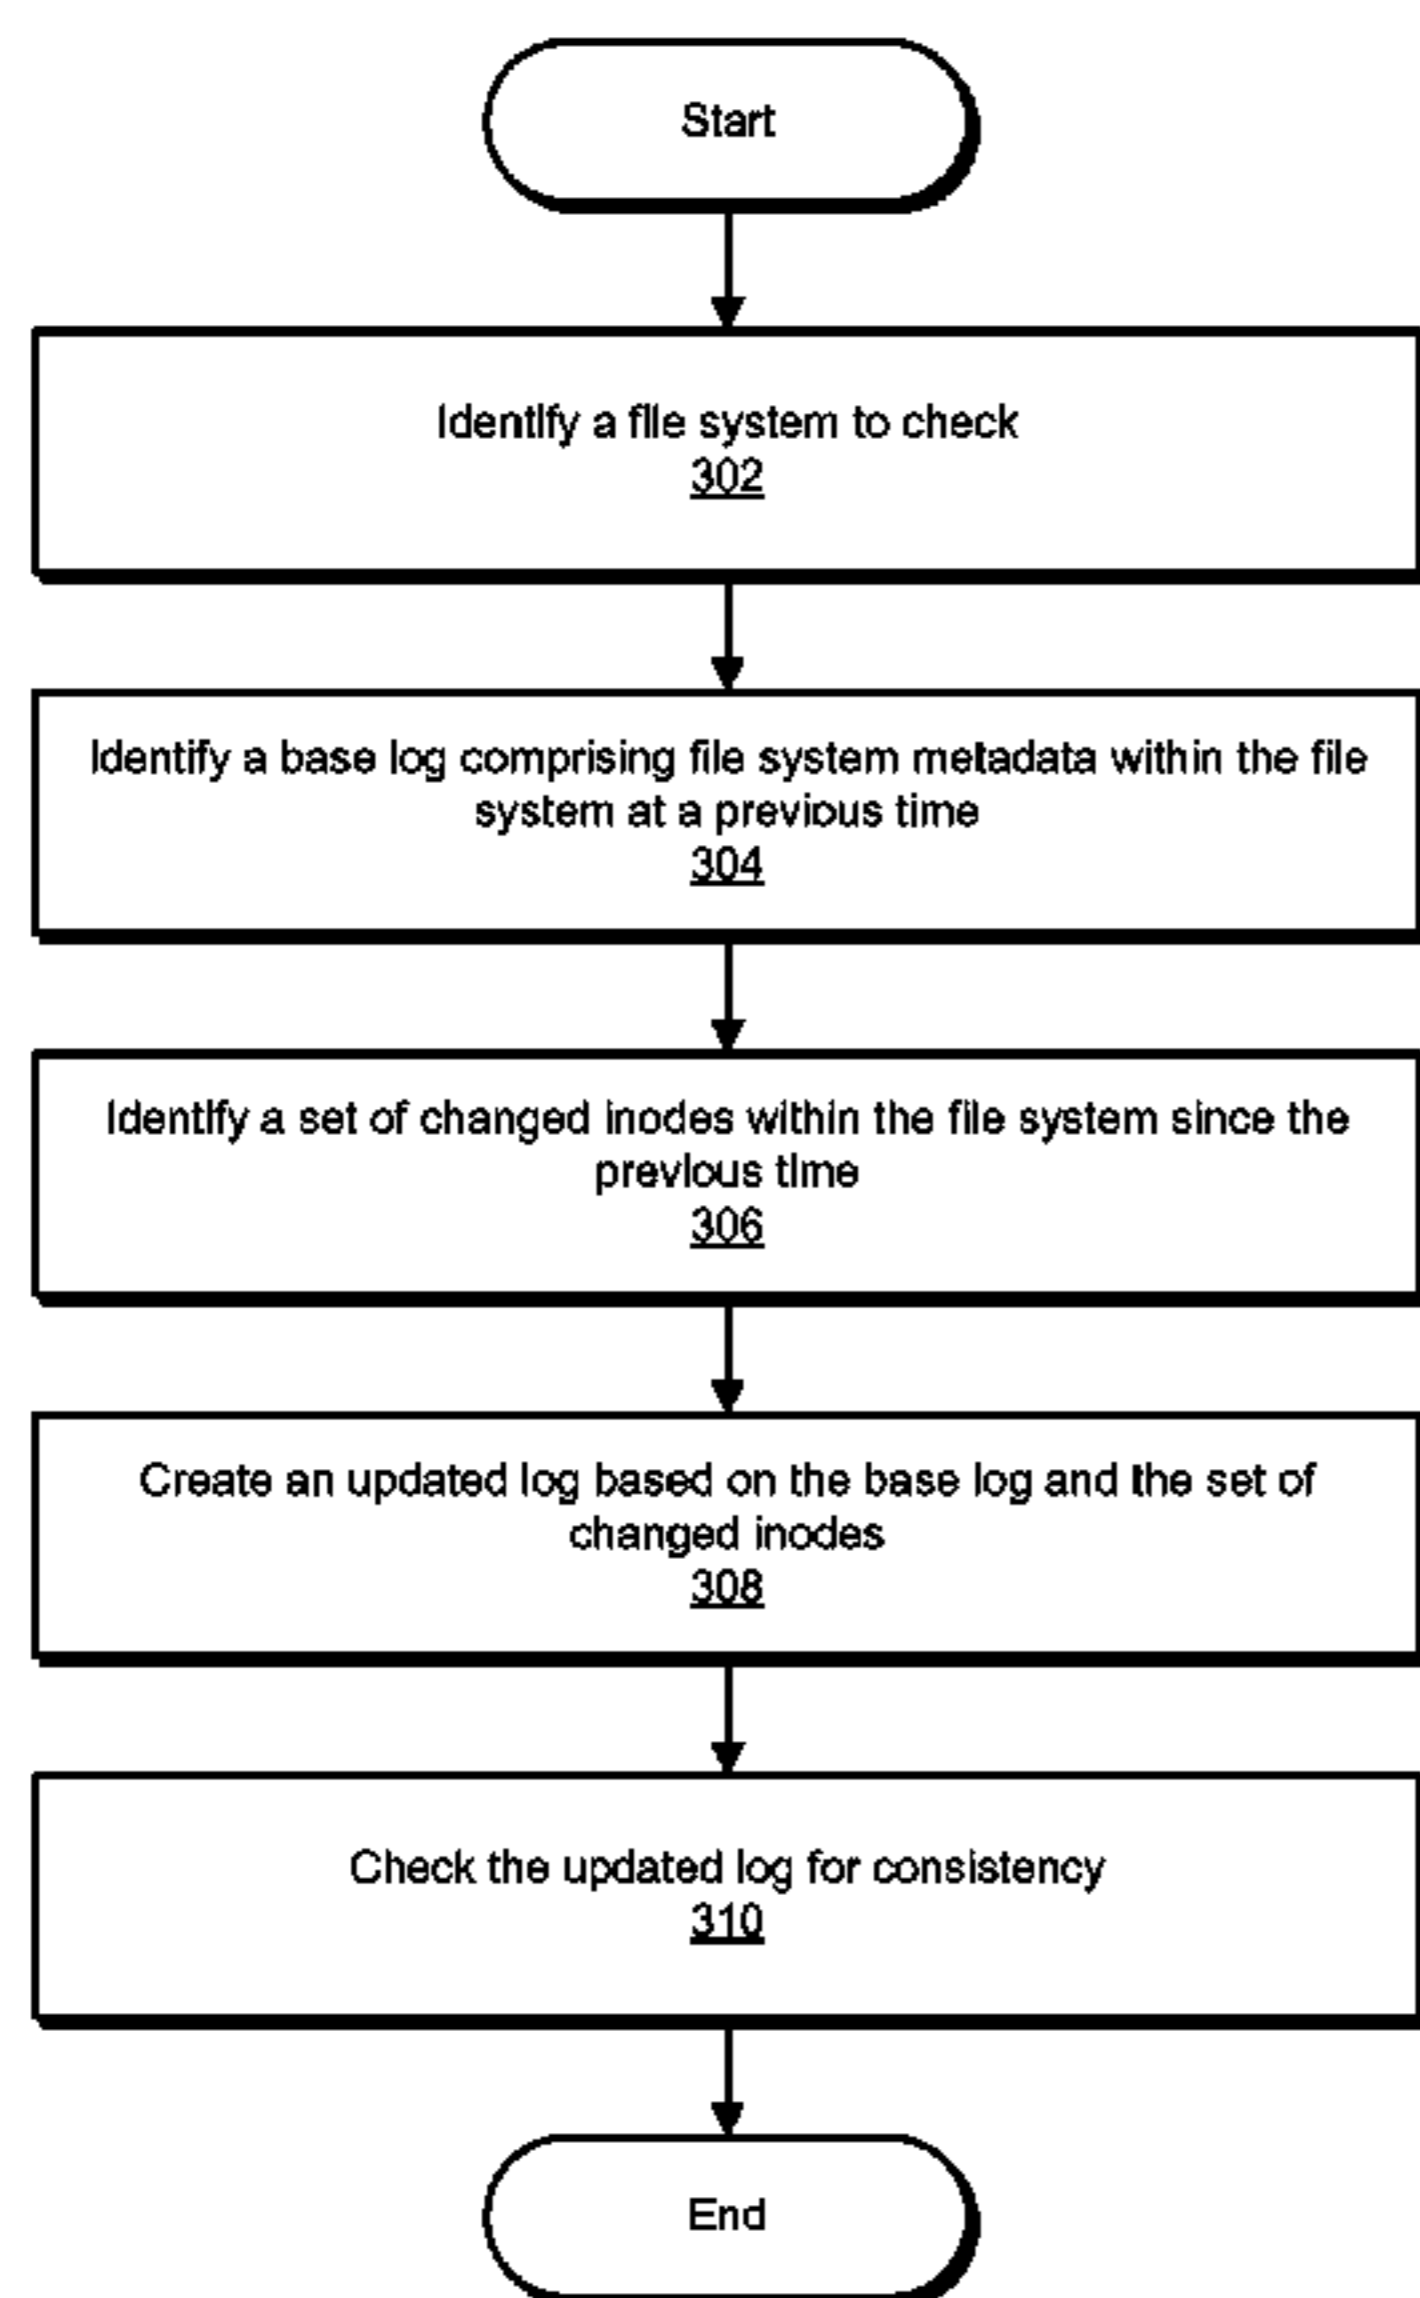 Start
Identify a file system to check
302
Identify a base log comprising file system metadata within the file
system at a previous time
304
Identify a set of changed inodes within the file system since the
previous time
306
Create an updated log based on the base log and the set of
changed inodes
308
Check the updated log for consistency
310
End